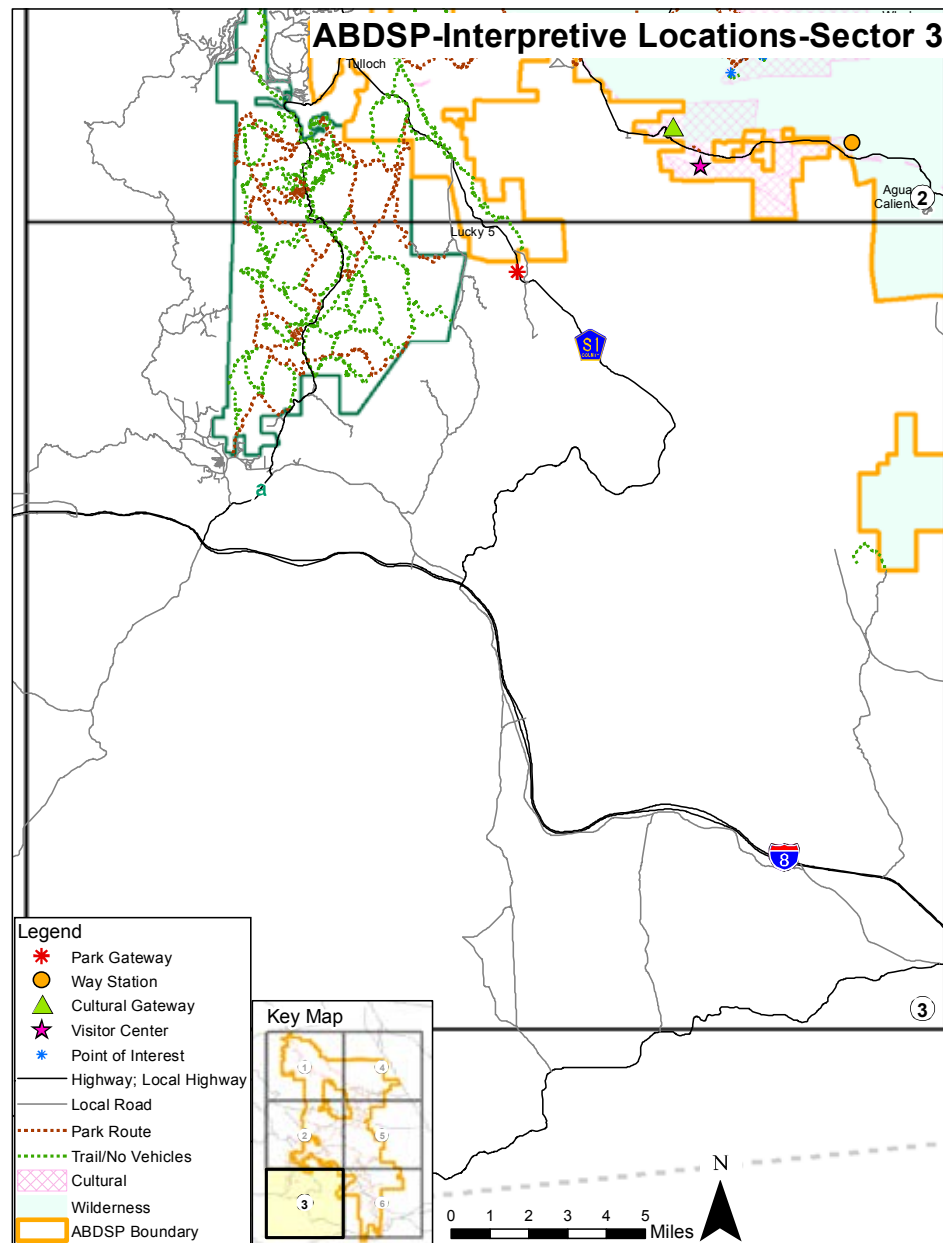 ABDSP-Interpretive Locations-Sector 3
Tulloch
Agua
Calient
2
Lucky 5
S1
COUNTY
a
8
3
Legend
Park Gateway
Way Station
Cultural Gateway
Visitor Center
Point of Interest
Highway; Local Highway
Local Road
Park Route
Trail/No Vehicles
Cultural
Wilderness
ABDSP Boundary
Key Map
1
4
2
5
3
6
N
0 1 2 3 4 5
Miles